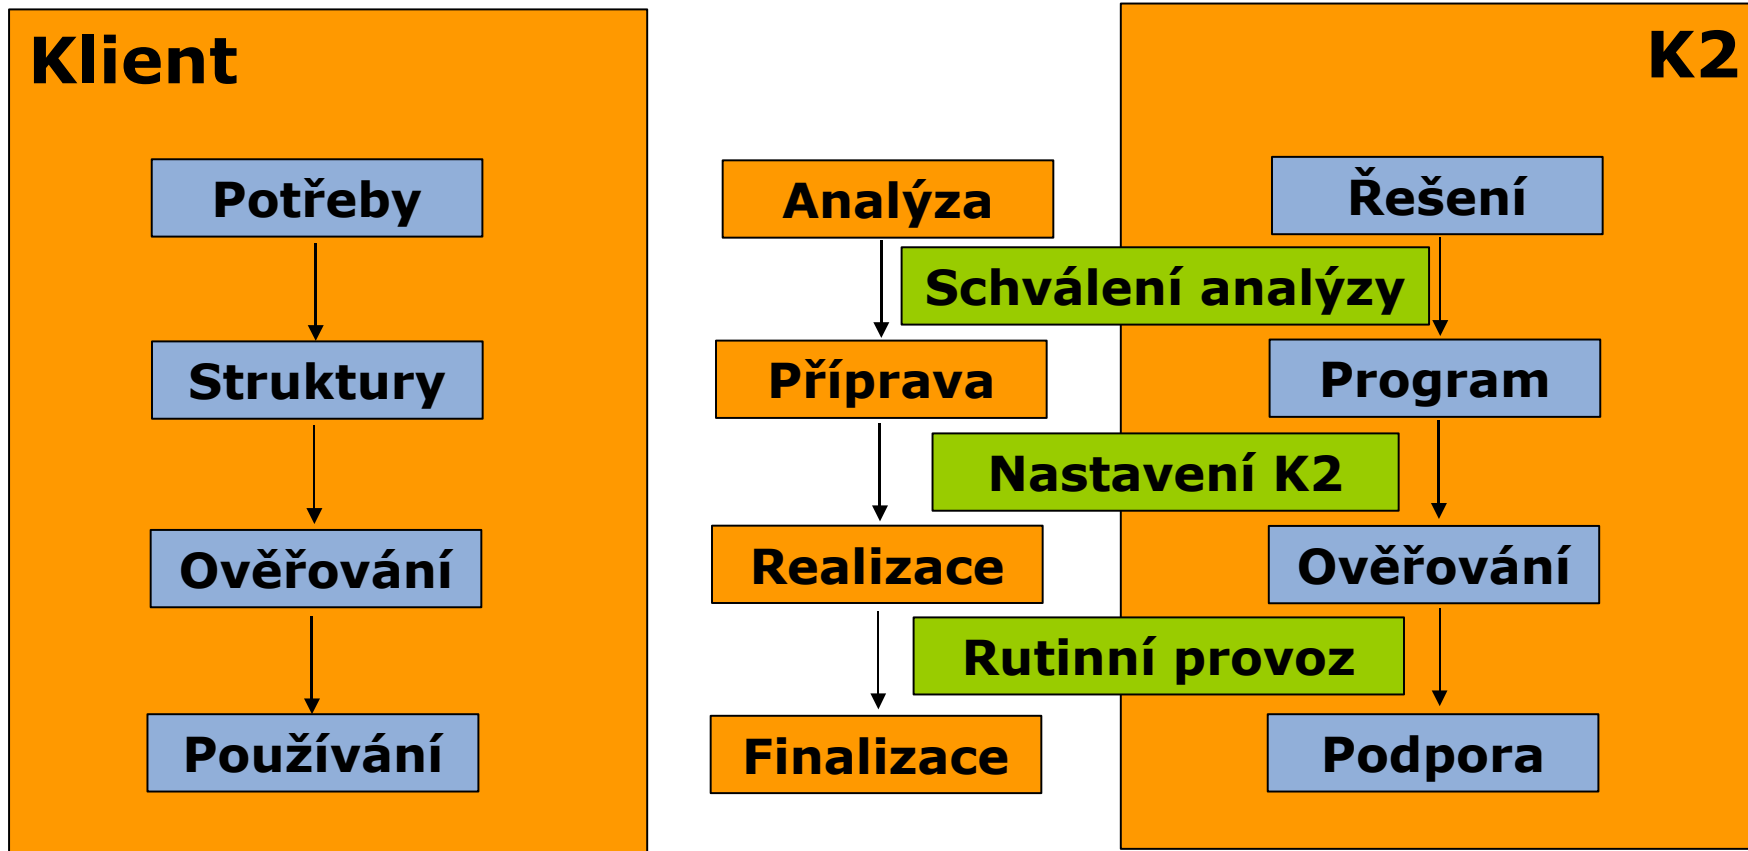 Klient
K2
Potřeby
Analýza
Řešení
Schválení analýzy
Struktury
Příprava
Program
Nastavení K2
Ověřování
Realizace
Ověřování
Rutinní provoz
Používání
Finalizace
Podpora